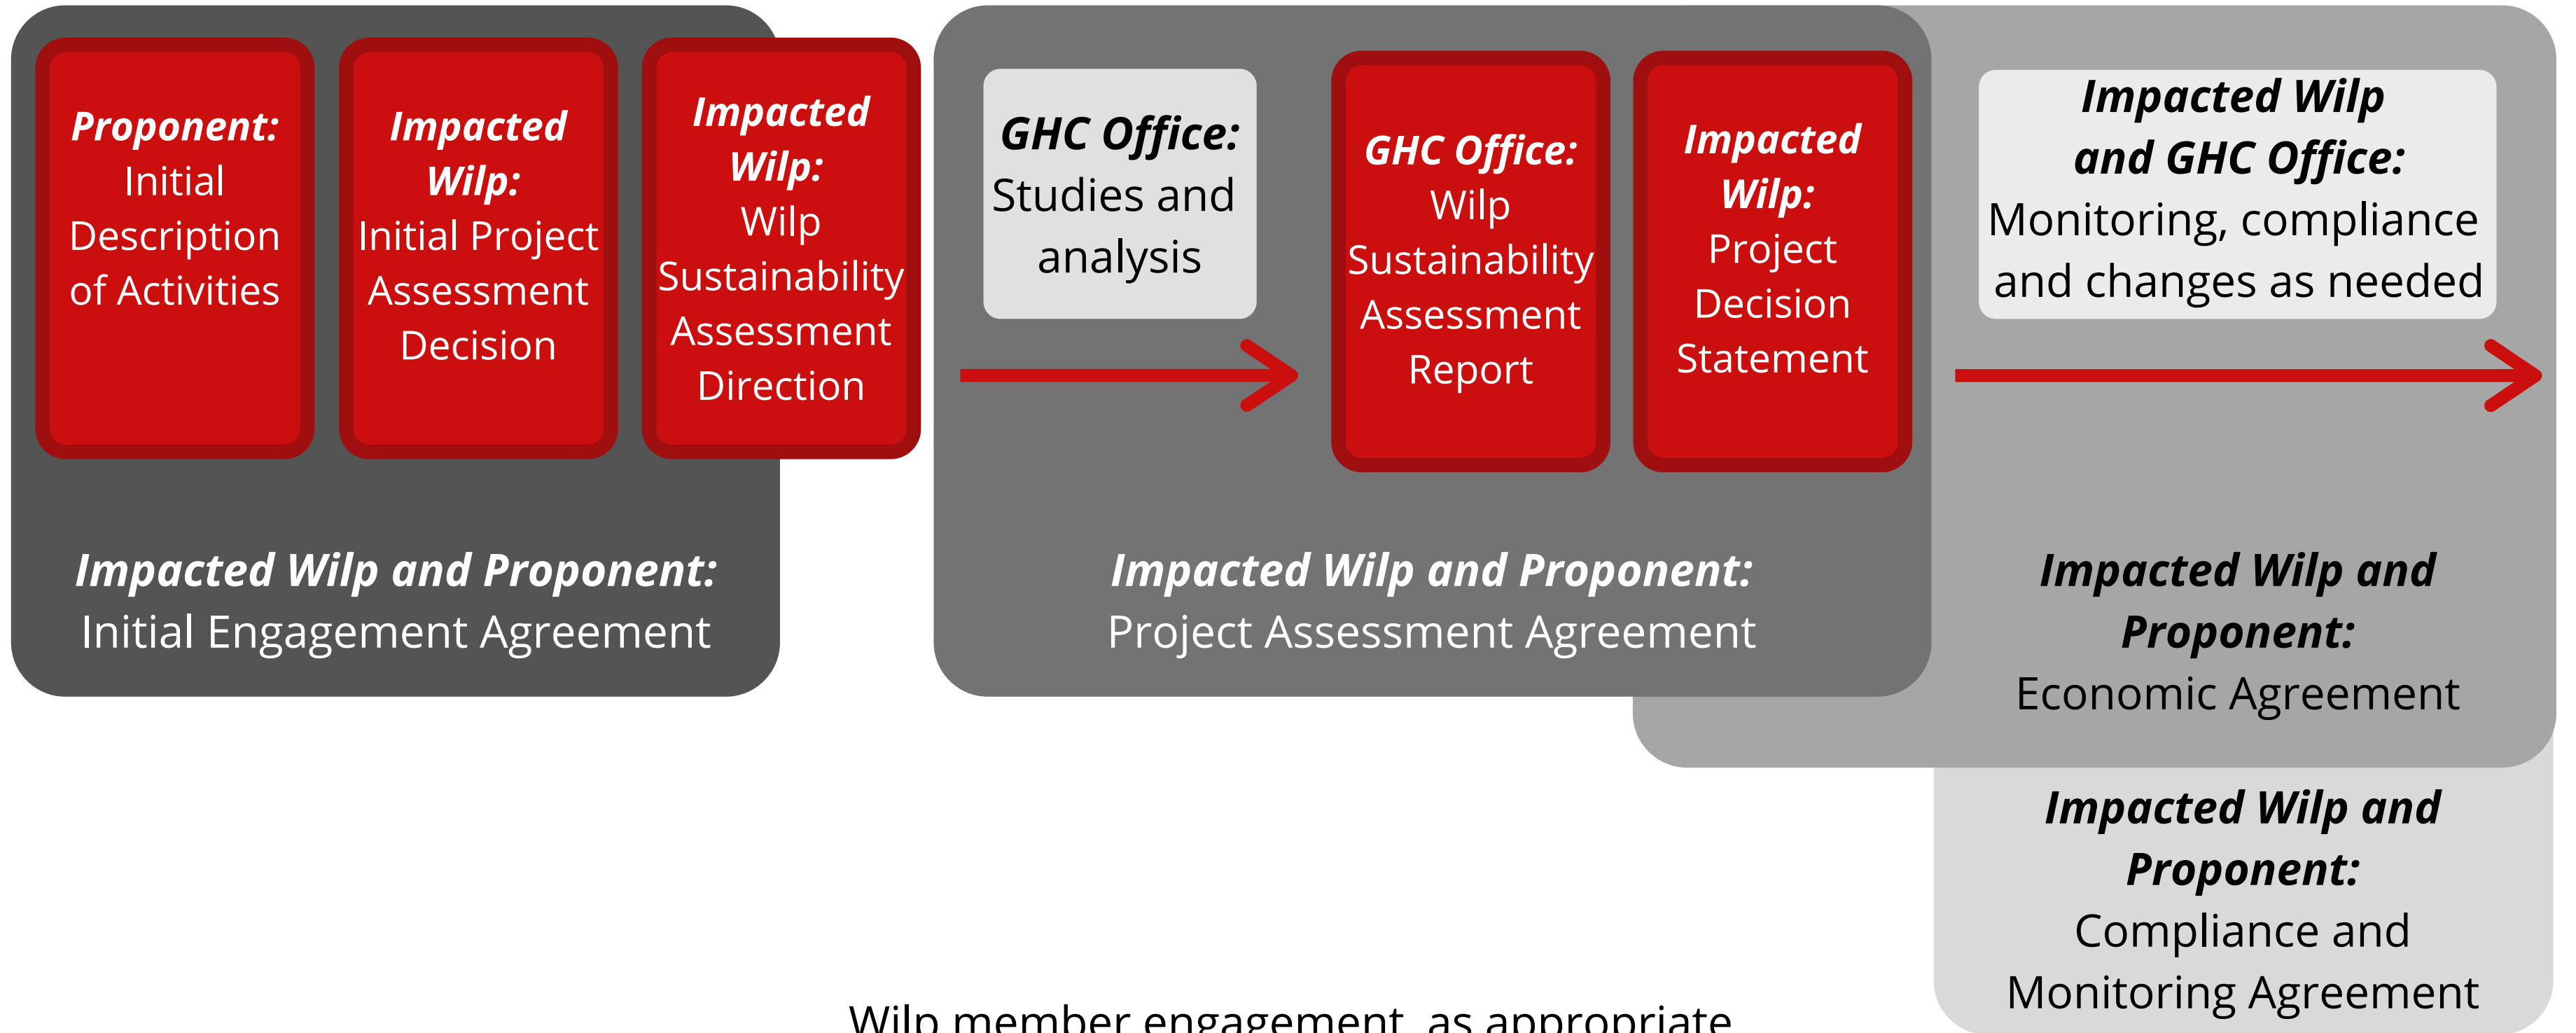 Proponent:
Initial
Description
of Activities
Impacted
Wilp:
Initial Project
Assessment
Decision
Impacted
Wilp:
Wilp
Sustainability
Assessment
Direction
GHC Office:
Studies and
analysis
GHC Office:
Wilp
Sustainability
Assessment
Report
Impacted
Wilp:
Project
Decision
Statement
Impacted Wilp
and GHC Office:
Monitoring, compliance
and changes as needed
Impacted Wilp and Proponent:
Initial Engagement Agreement
Impacted Wilp and Proponent:
Project Assessment Agreement
Impacted Wilp and
Proponent:
Economic Agreement
Impacted Wilp and
Proponent:
Compliance and
Monitoring Agreement
Wilp member engagement, as appropriate